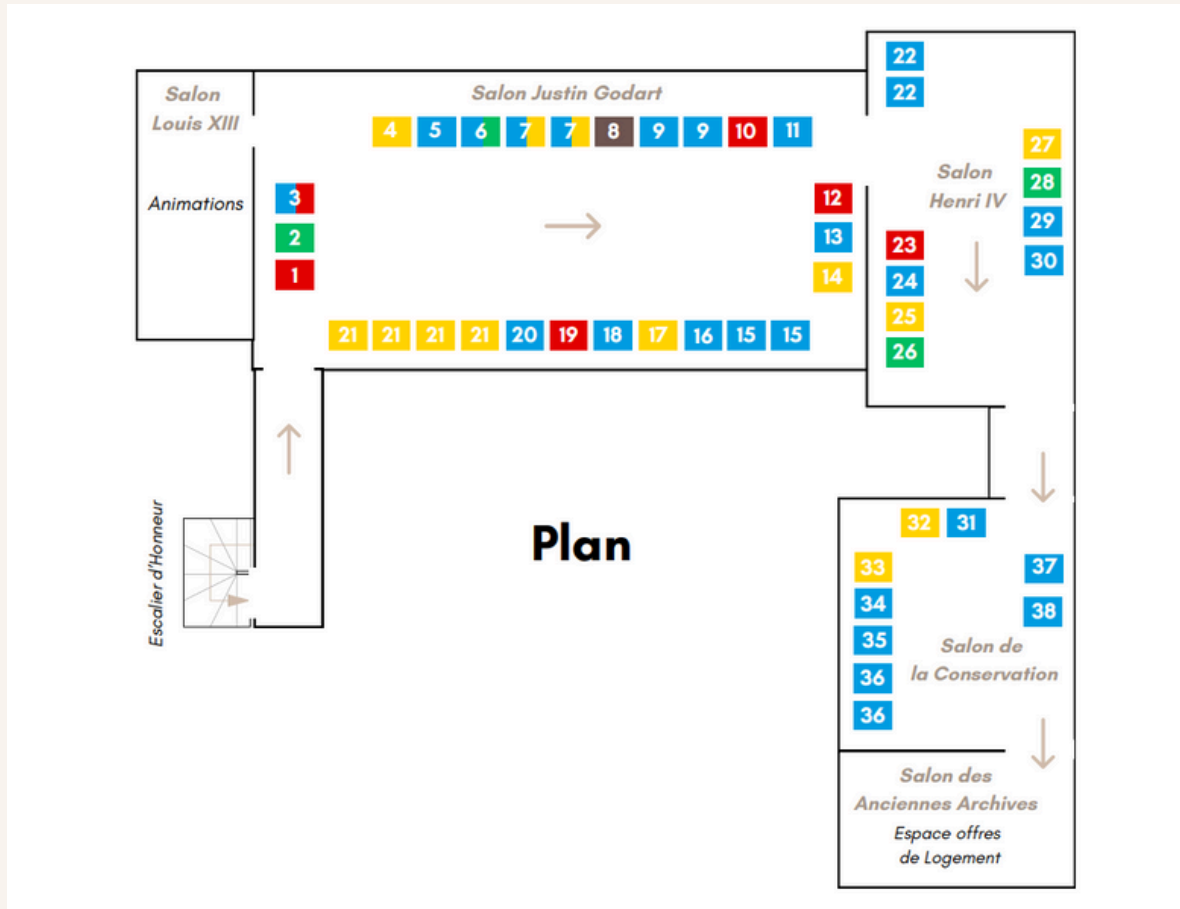 Salon
Louis XIII
Animations
Salon Justin Godart
4 5 6 7 7 8 9 9 10 11
3
2
1
12
13
14
21 21 21 21 20 19 18 17 16 15 15
22
22
Salon
Henri IV
23
24
25
26
27
28
29
30
Escalier d'Honneur
Plan
32 31
33
34
35
36
36
37
38
Salon de
la Conservation
Salon des
Anciennes Archives
Espace offres
de Logement